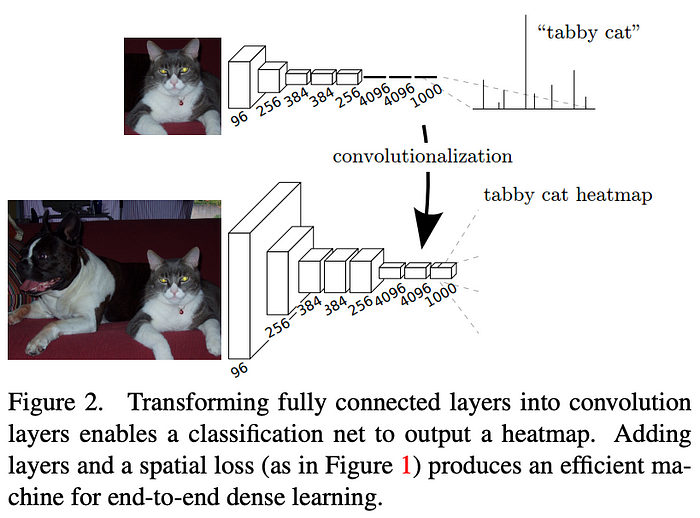 "tabby cat"
96
256
384
384
256
4096
4096
1000
convolutionalization
tabby cat heatmap
96
256
384
384
256
4096
4096
1000
Figure 2. Transforming fully connected layers into convolution
layers enables a classification net to output a heatmap. Adding
layers and a spatial loss (as in Figure 1) produces an efficient ma-
chine for end-to-end dense learning.